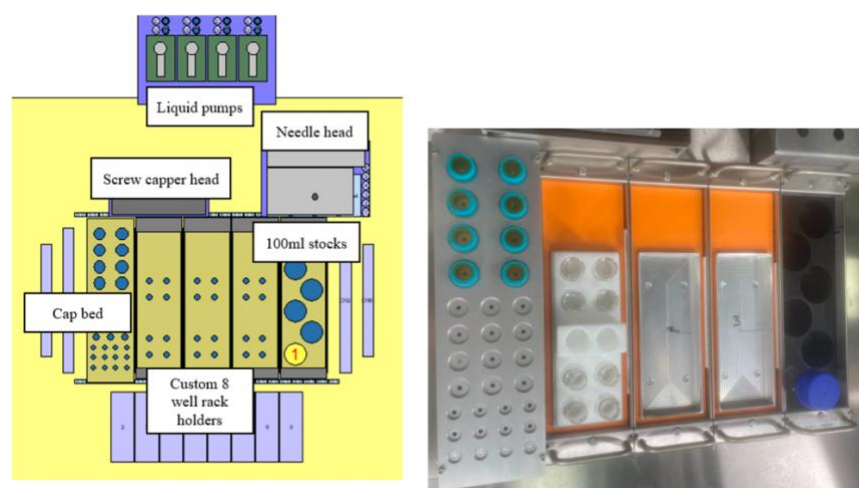 Liquid pumps
Needle head
Screw capper head
100ml stocks
Cap bed
1
Custom 8
well rack
holders